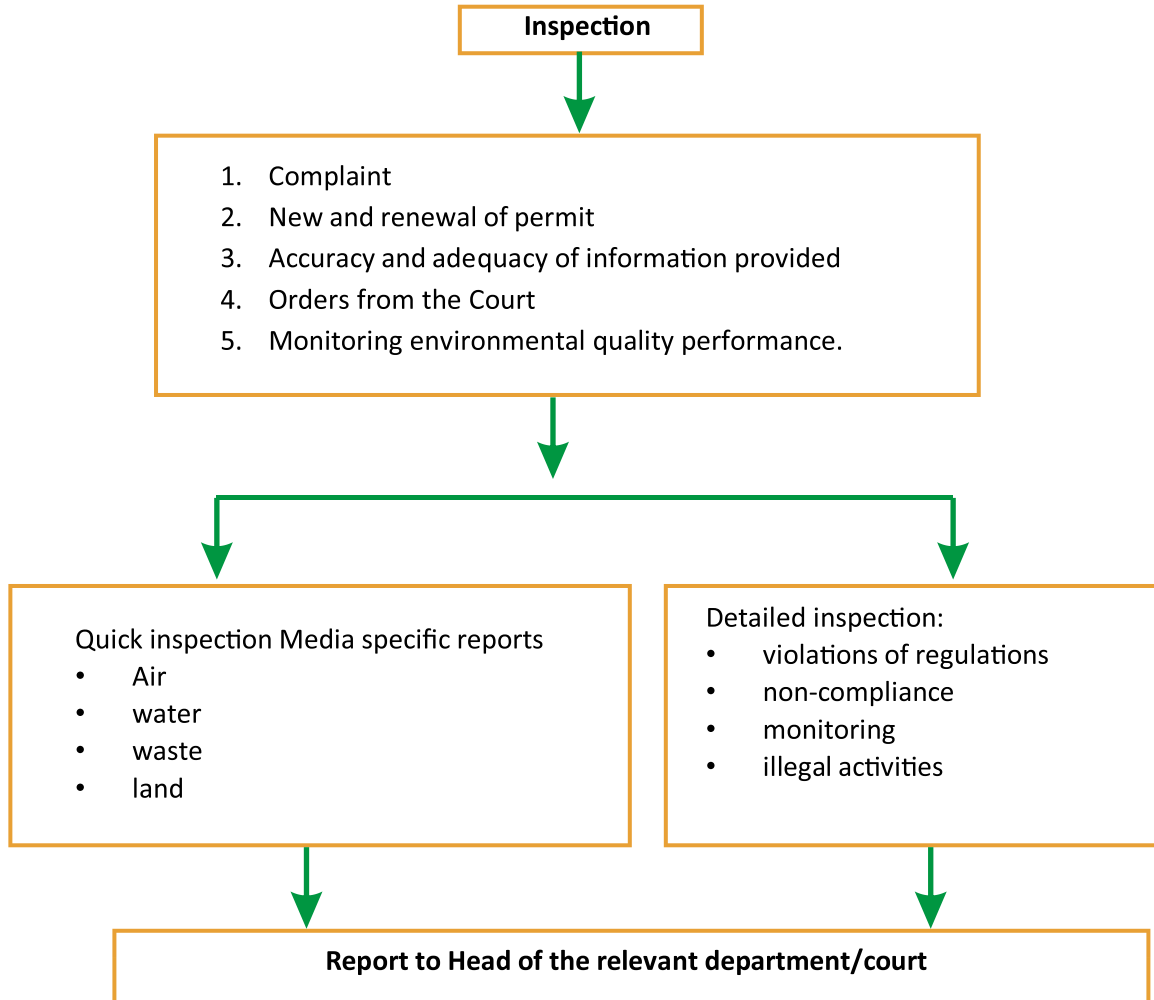 Inspection
1. Complaint
2. New and renewal of permit
3. Accuracy and adequacy of information provided
4. Orders from the Court
5. Monitoring environmental quality performance.
Quick inspection Media specific reports
• Air
• water
• waste
• land
Detailed inspection:
• violations of regulations
• non-compliance
• monitoring
• illegal activities
Report to Head of the relevant department/court